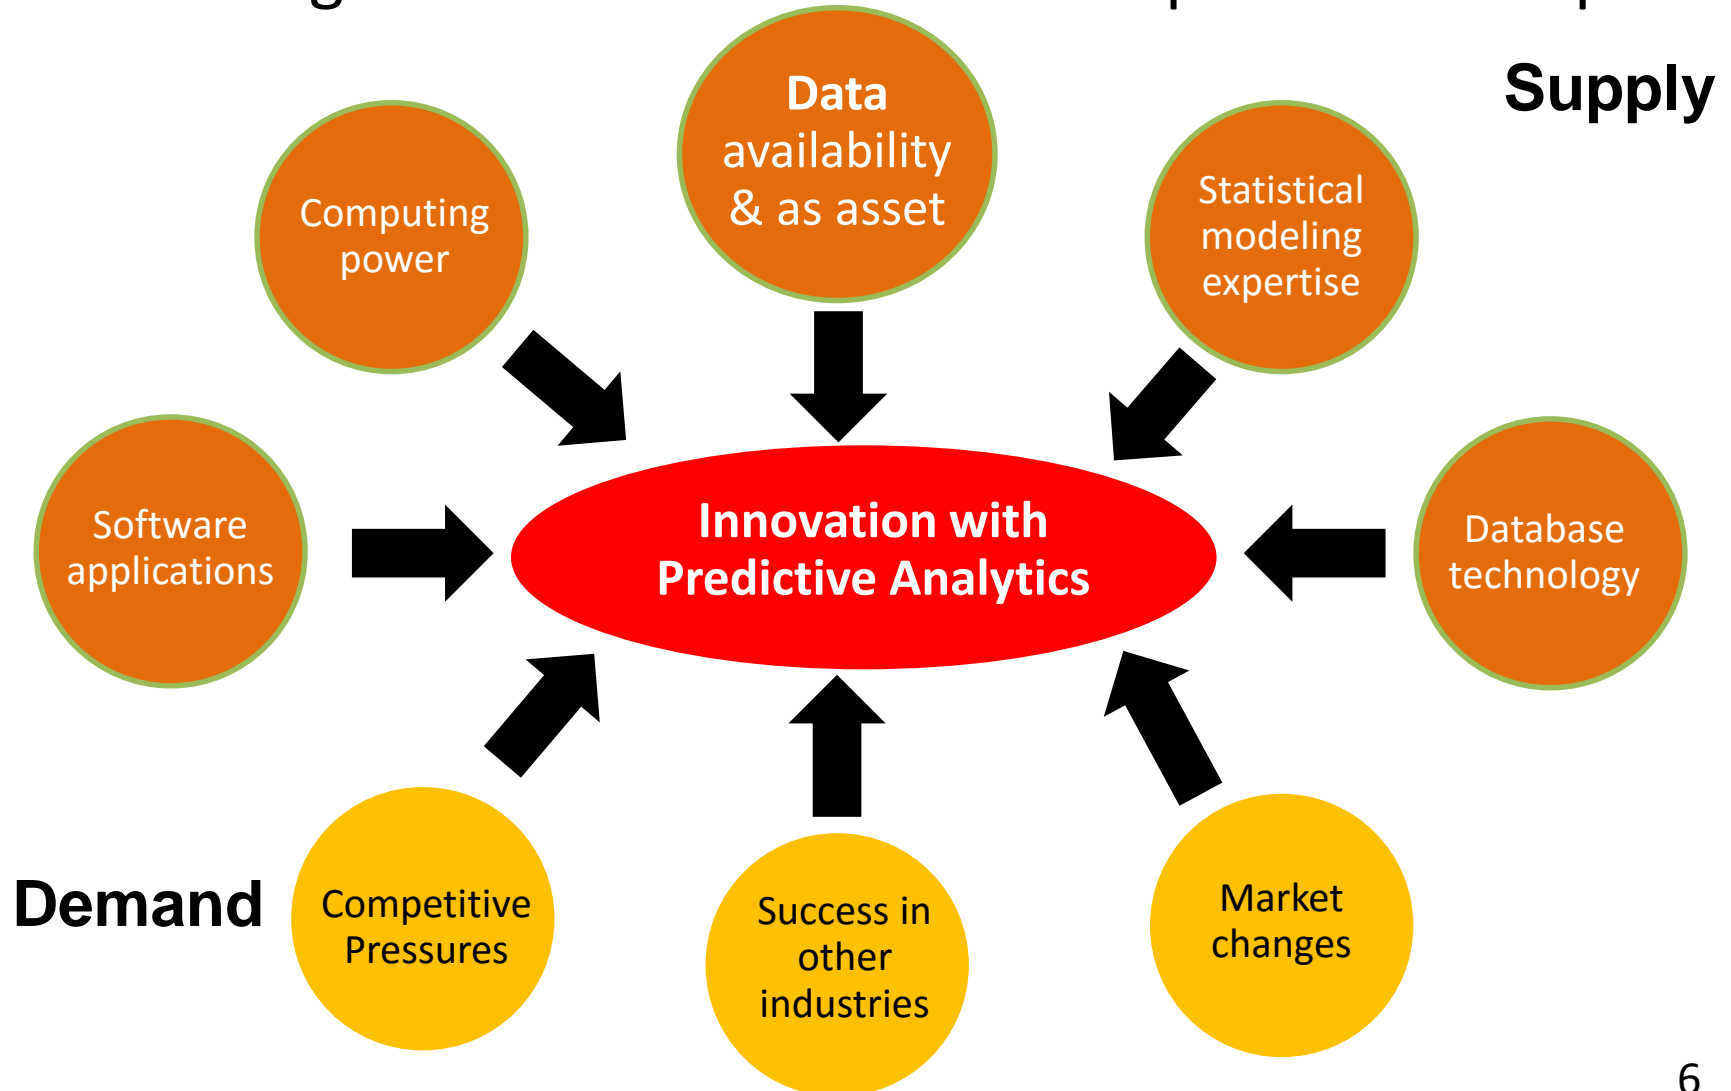 Supply
Data
availability
& as asset
Computing
power
Statistical
modeling
expertise
Software
applications
Innovation with
Predictive Analytics
Database
technology
Demand
Competitive
Pressures
Success in
other
industries
Market
changes
6